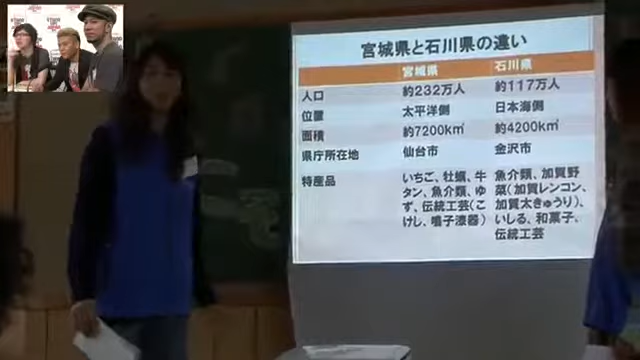 宮城県と石川県の違い
宮城県 石川県
人口 約232万人 約117万人
位置 太平洋側 日本海側
面積 約7200k㎡ 約4200k㎡
県庁所在地 仙台市 金沢市
特産品 いちご、牡蠣、牛 魚介類、加賀野
タン、魚介類、ゆ 菜(加賀レンコン、
ず、伝統工芸(こ 加賀太きゅうり)、
けし、鳴子漆器) いしる、和菓子、
伝統工芸